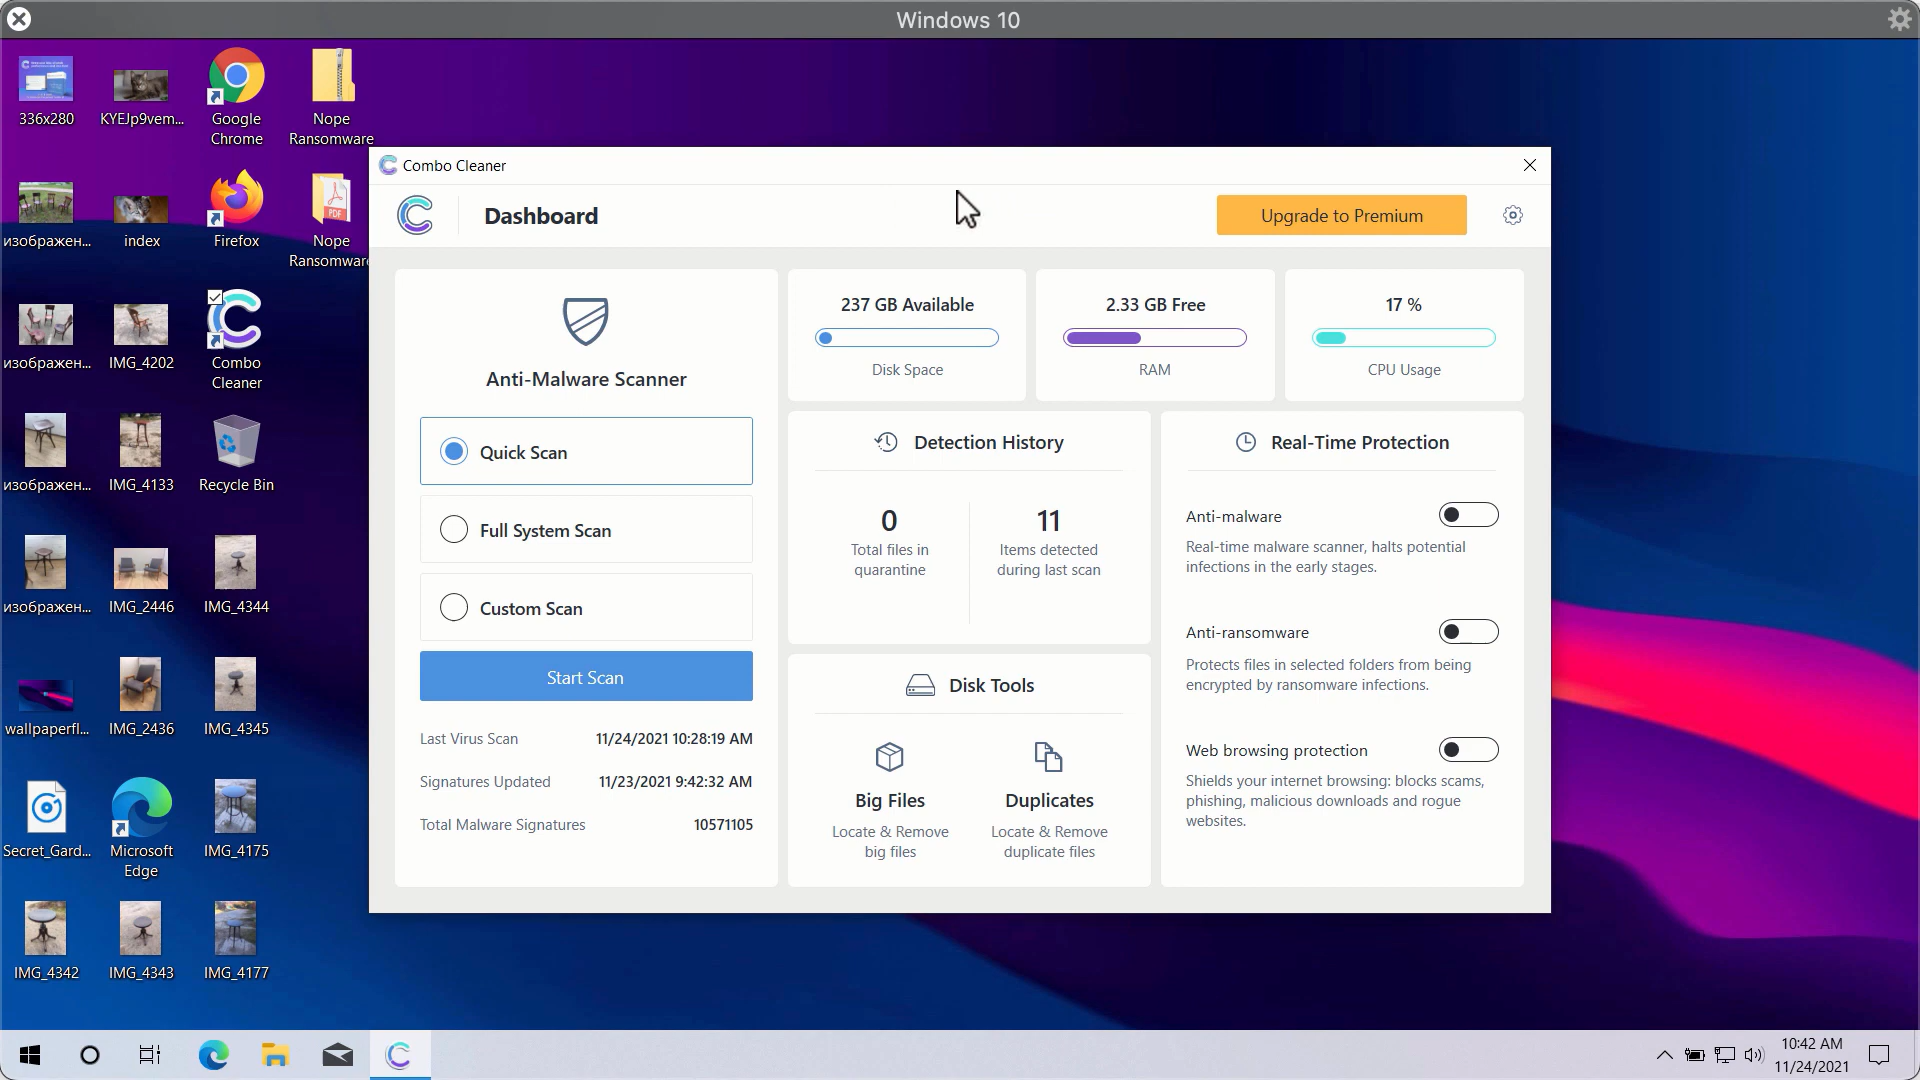 Windows 10
336x280
KYEJp9vem...
Google
Chrome
Nope
Ransomware
изображен...
index
Firefox
Nope
Ransomware
изображен...
IMG_4202
Combo
Cleaner
изображен...
IMG_4133
Recycle Bin
изображен...
IMG_2446
IMG_4344
wallpaperfl...
IMG_2436
IMG_4345
Secret_Gard...
Microsoft
Edge
IMG_4175
IMG_4342
IMG_4343
IMG_4177
Combo Cleaner
Dashboard
Upgrade to Premium
Anti-Malware Scanner
Quick Scan
Full System Scan
Custom Scan
Start Scan
Last Virus Scan 11/24/2021 10:28:19 AM
Signatures Updated 11/23/2021 9:42:32 AM
Total Malware Signatures 10571105
237 GB Available
Disk Space
2.33 GB Free
RAM
17 %
CPU Usage
Detection History
0
Total files in
quarantine
11
Items detected
during last scan
Disk Tools
Big Files
Locate & Remove
big files
Duplicates
Locate & Remove
duplicate files
Real-Time Protection
Anti-malware
Real-time malware scanner, halts potential
infections in the early stages.
Anti-ransomware
Protects files in selected folders from being
encrypted by ransomware infections.
Web browsing protection
Shields your internet browsing: blocks scams,
phishing, malicious downloads and rogue
websites.
10:42 AM
11/24/2021